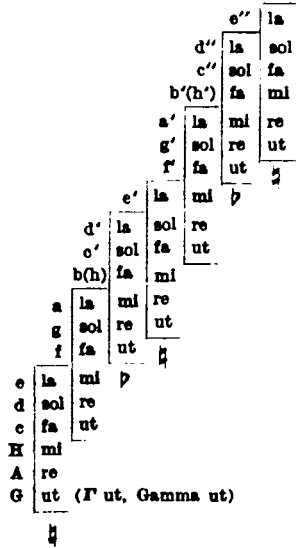 e″ la
d″ la sol
c″ sol fa
b′(h′) fa mi
a′ la mi re
g′ sol re ut
f′ fa ut
e′ la mi ♭ ♮
d′ la sol re
c′ sol fa ut
b(h) fa mi
a la mi re
g sol re ut
f fa ut
e la mi ♭ ♮
d sol re
c fa ut
H mi
A re
G ut (Γ ut, Gamma ut)
♮